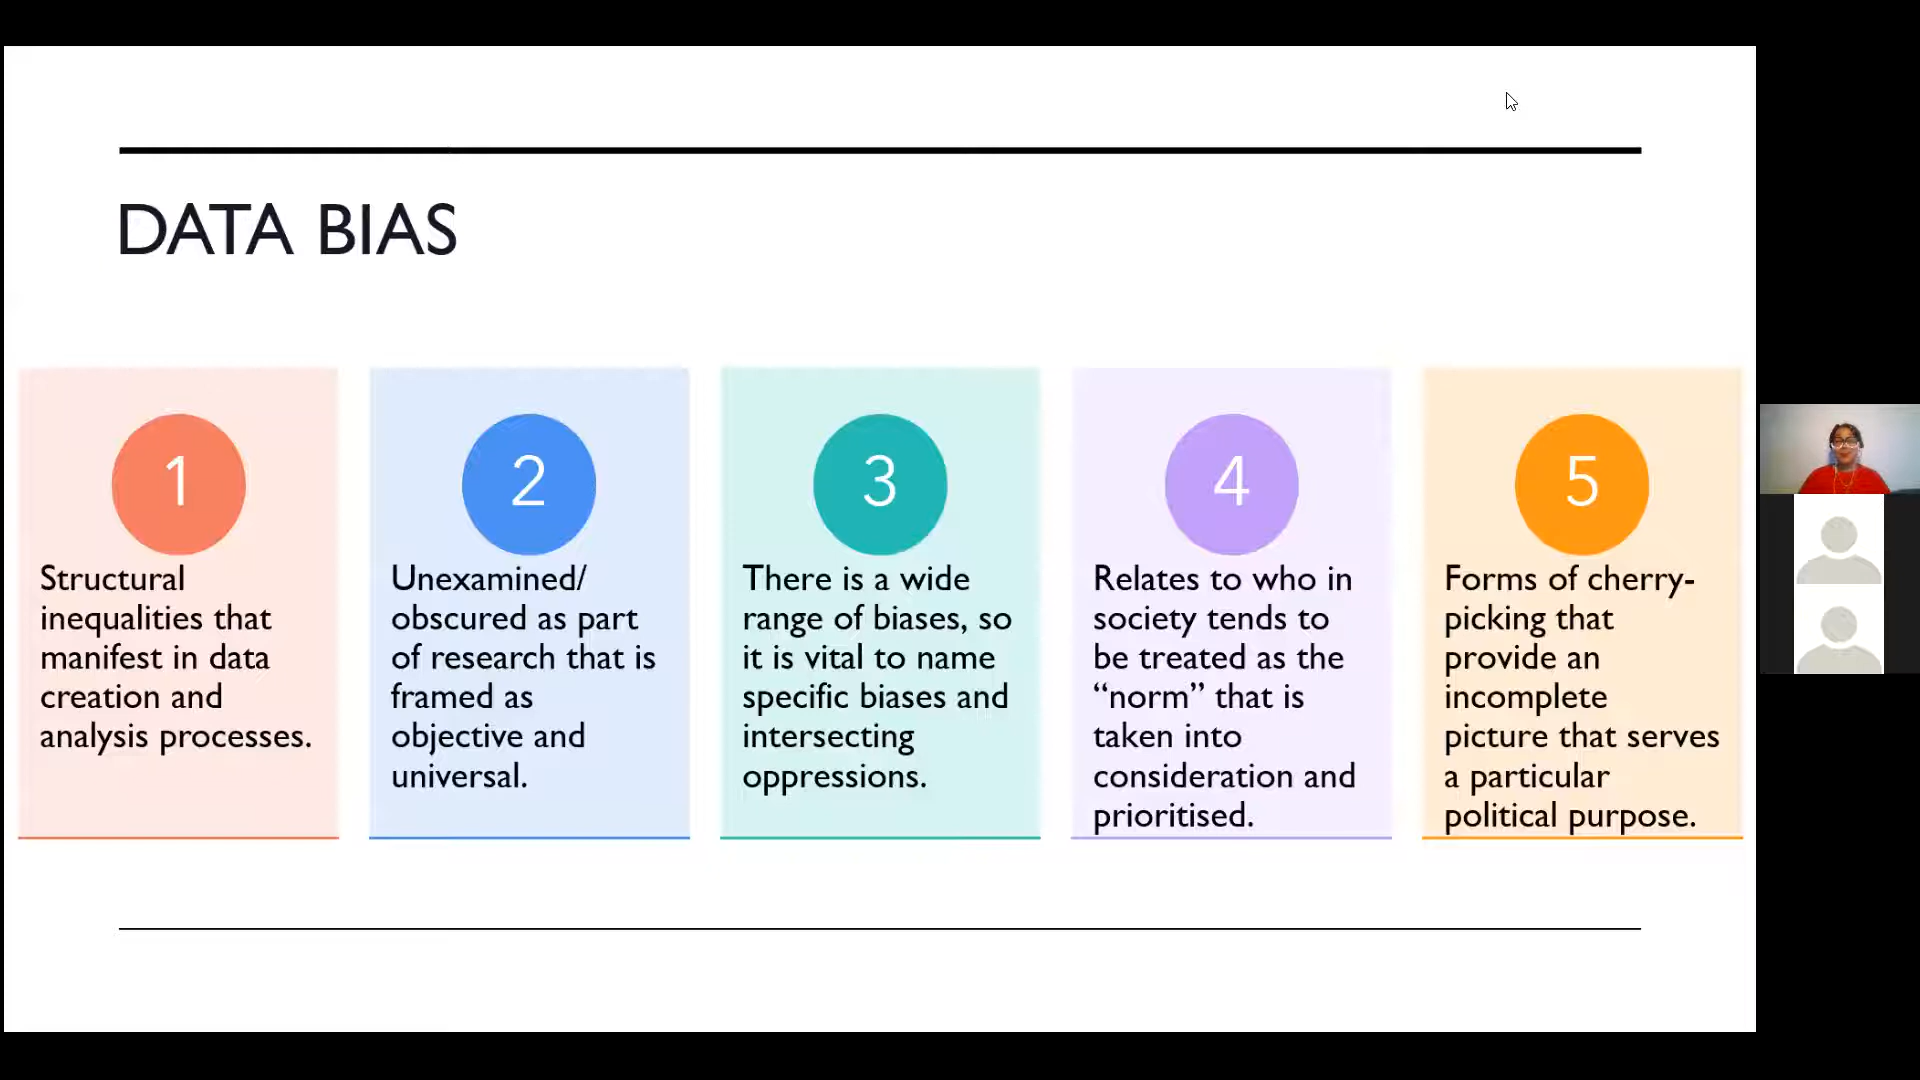 DATA BIAS
1
Structural
inequalities that
manifest in data
creation and
analysis processes.
2
Unexamined/
obscured as part
of research that is
framed as
objective and
universal.
3
There is a wide
range of biases, so
it is vital to name
specific biases and
intersecting
oppressions.
4
Relates to who in
society tends to
be treated as the
“norm” that is
taken into
consideration and
prioritised.
5
Forms of cherry-
picking that
provide an
incomplete
picture that serves
a particular
political purpose.